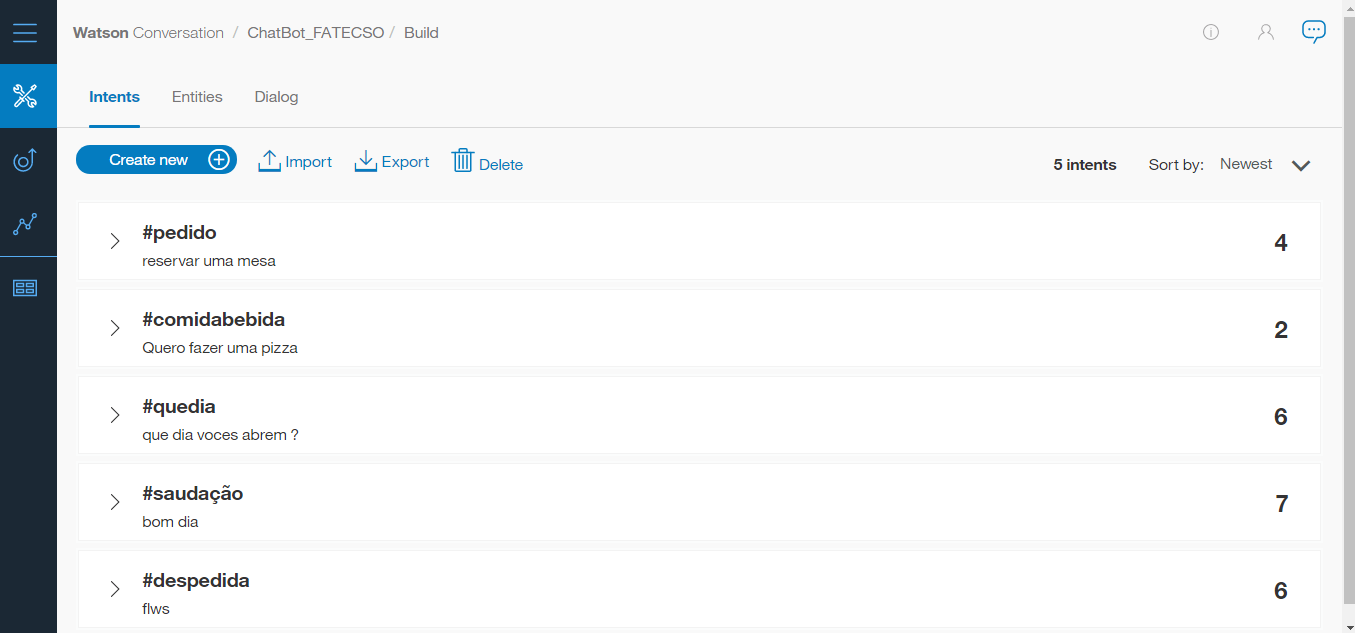 Watson Conversation / ChatBot_FATECSO / Build
Intents Entities Dialog
Create new Import Export Delete 5 intents Sort by: Newest
#pedido
reservar uma mesa
4
#comidabebida
Quero fazer uma pizza
2
#quedia
que dia voces abrem ?
6
#saudação
bom dia
7
#despedida
flws
6